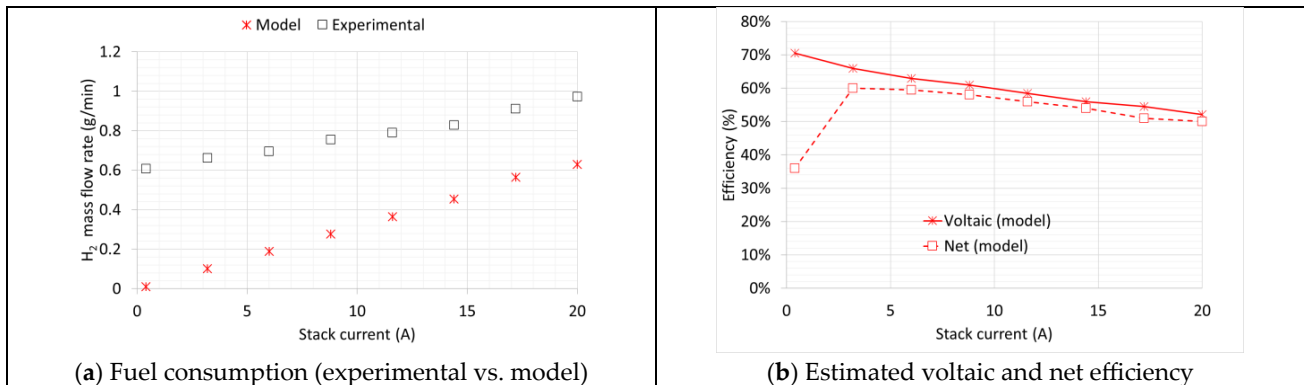 Model Experimental
1.2
1
0.8
0.6
0.4
0.2
0
H2 mass flow rate (g/min)
0 5 10 15 20
Stack current (A)
(a) Fuel consumption (experimental vs. model)
80%
70%
60%
50%
40%
30%
20%
10%
0%
Efficiency (%)
Voltaic (model)
Net (model)
0 5 10 15 20
Stack current (A)
(b) Estimated voltaic and net efficiency